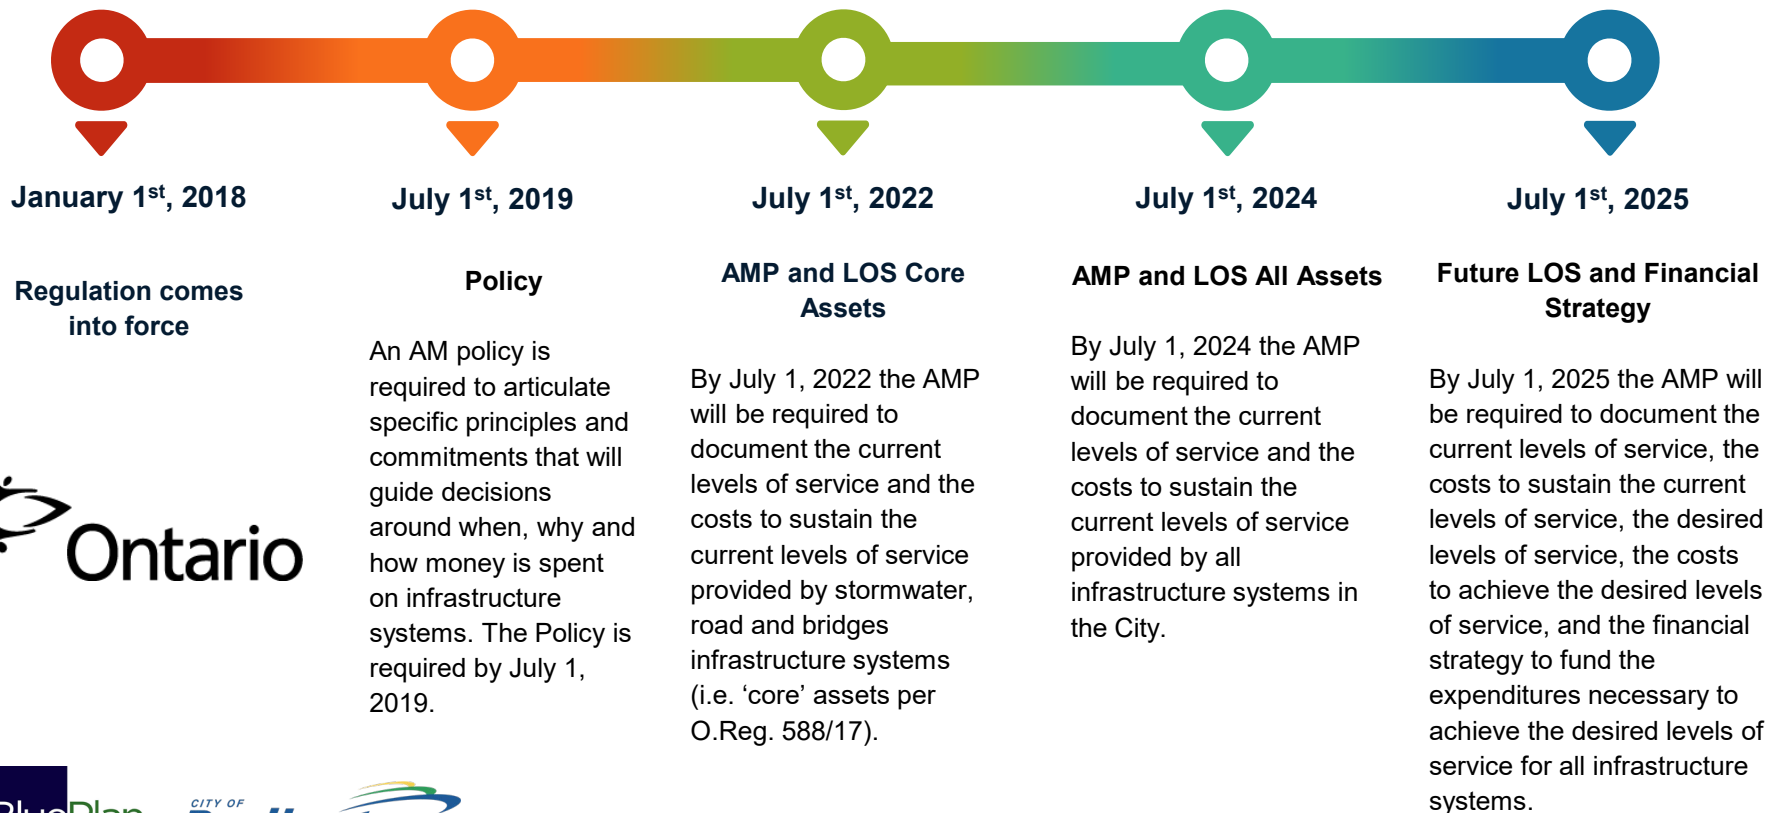 January 1st, 2018
Regulation comes
into force
Ontario
July 1st, 2019
Policy
An AM policy is
required to articulate
specific principles and
commitments that will
guide decisions
around when, why and
how money is spent
on infrastructure
systems. The Policy is
required by July 1,
2019.
July 1st, 2022
AMP and LOS Core
Assets
By July 1, 2022 the AMP
will be required to
document the current
levels of service and the
costs to sustain the
current levels of service
provided by stormwater,
road and bridges
infrastructure systems
(i.e. ‘core’ assets per
O.Reg. 588/17).
July 1st, 2024
AMP and LOS All Assets
By July 1, 2024 the AMP
will be required to
document the current
levels of service and the
costs to sustain the
current levels of service
provided by all
infrastructure systems in
the City.
July 1st, 2025
Future LOS and Financial
Strategy
By July 1, 2025 the AMP will
be required to document the
current levels of service, the
costs to sustain the current
levels of service, the desired
levels of service, the costs
to achieve the desired levels
of service, and the financial
strategy to fund the
expenditures necessary to
achieve the desired levels of
service for all infrastructure
systems.
CITY OF